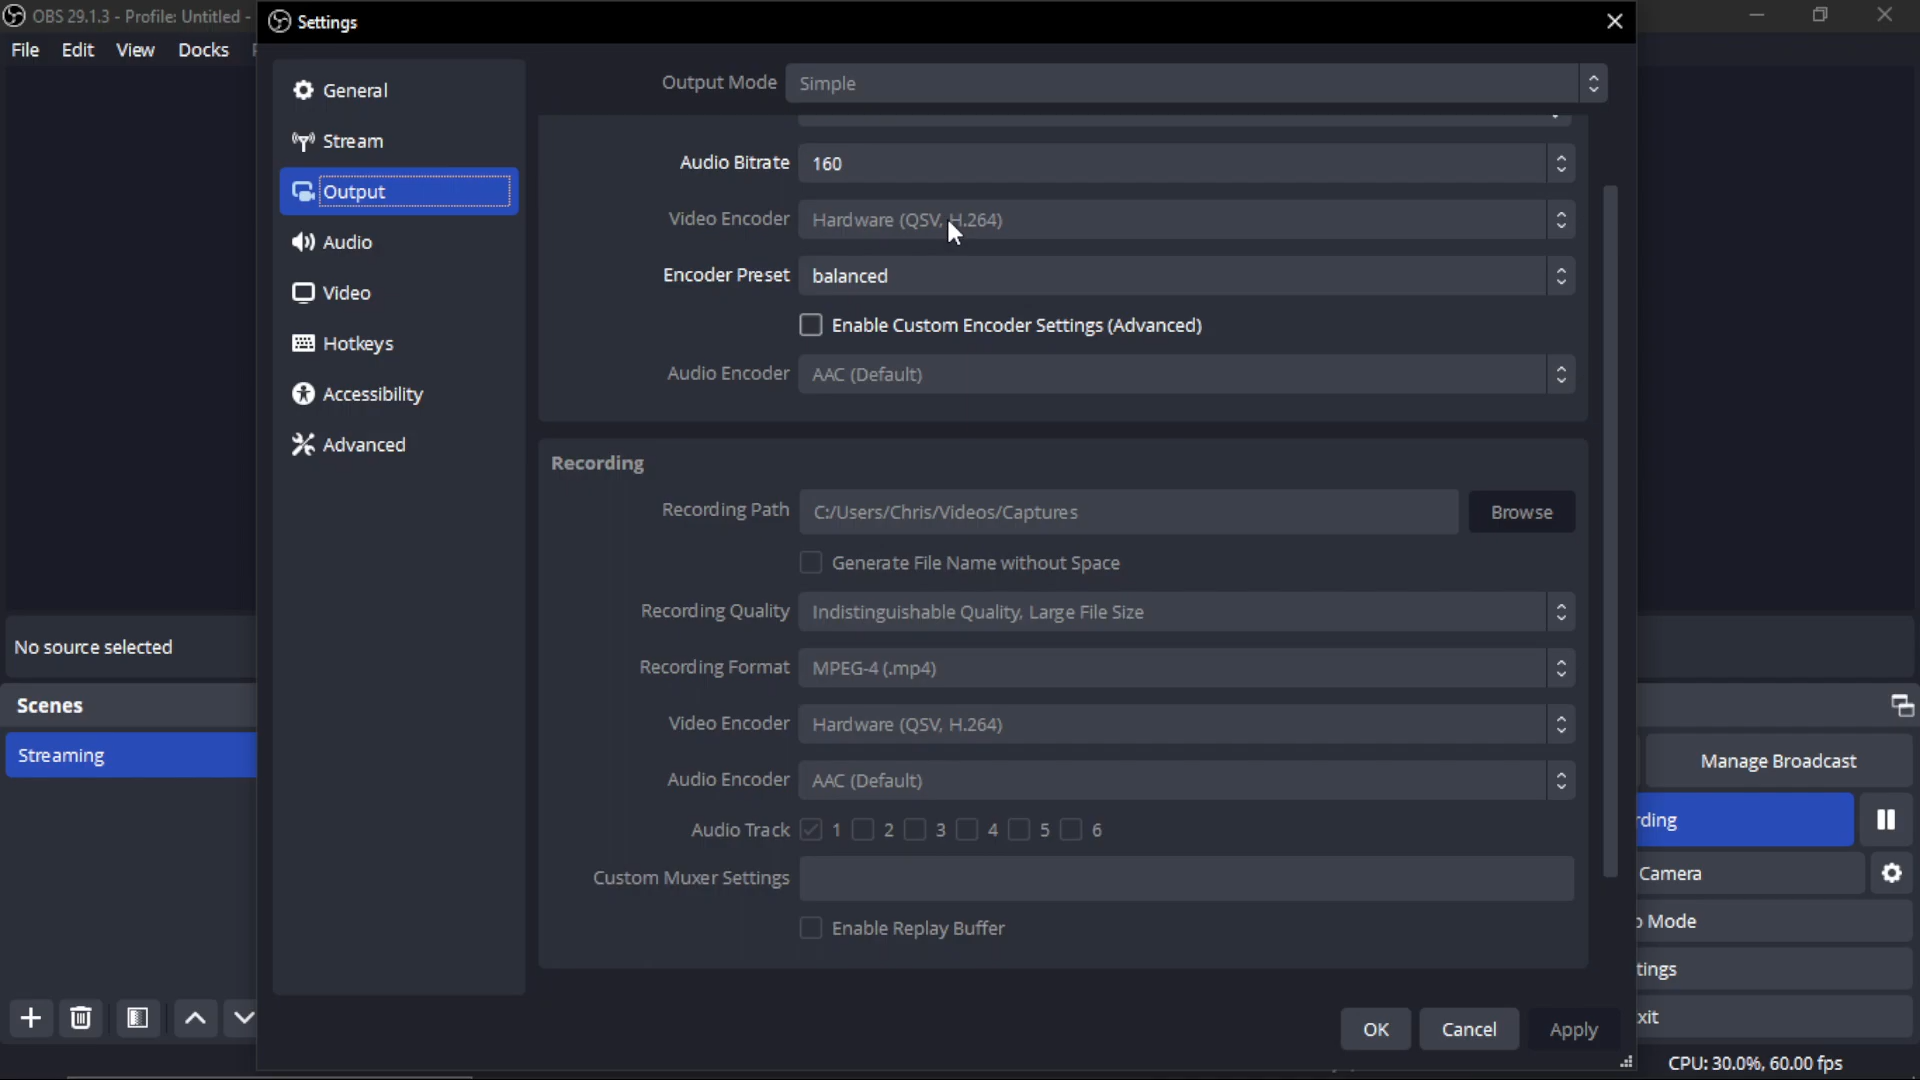 OBS 29.1.3 - Profile: Untitled -
File Edit View Docks
Settings
General
Stream
Output
Audio
Video
Hotkeys
Accessibility
Advanced
Output Mode Simple
Audio Bitrate 160
Video Encoder Hardware (QSV, H.264)
Encoder Preset balanced
Enable Custom Encoder Settings (Advanced)
Audio Encoder AAC (Default)
Recording
Recording Path C:/Users/Chris/Videos/Captures Browse
Generate File Name without Space
Recording Quality Indistinguishable Quality, Large File Size
Recording Format MPEG-4 (.mp4)
Video Encoder Hardware (QSV, H.264)
Audio Encoder AAC (Default)
Audio Track 1 2 3 4 5 6
Custom Muxer Settings
Enable Replay Buffer
OK Cancel Apply
No source selected
Scenes
Streaming
Manage Broadcast
rding
Camera
o Mode
tings
xit
CPU: 30.0%, 60.00 fps